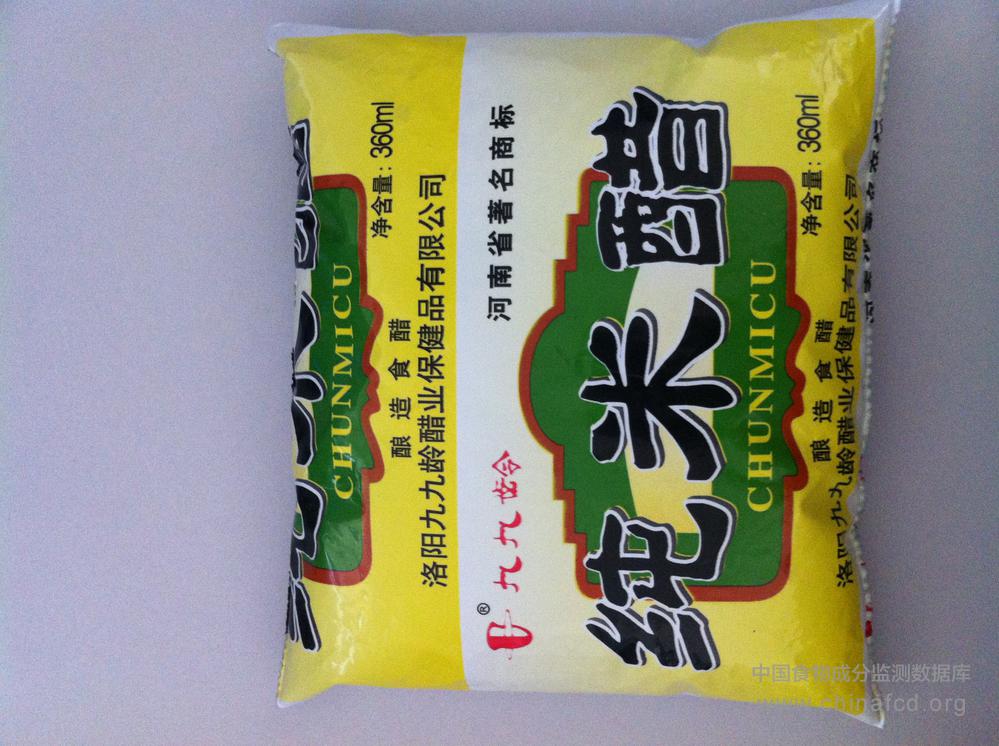 ® 九九龄
河南省著名商标
纯米醋
CHUNMICU
净含量：360ml
酿造食醋
洛阳九九龄醋业保健品有限公司
CHUNMICU
净含量：360ml
酿造食醋
洛阳九九龄醋业保健品有限公司
中国食物成分监测数据库
www.chinafcd.org